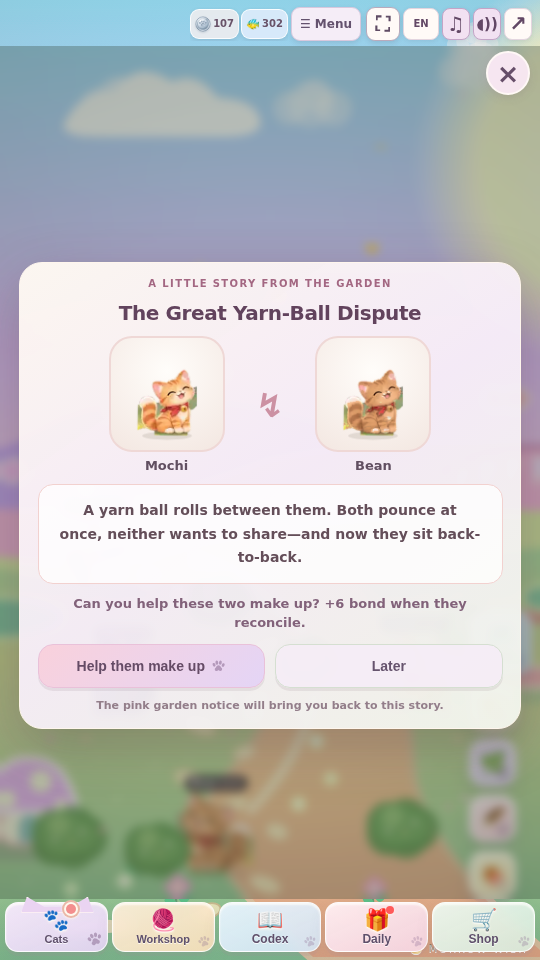 107
302
☰ Menu
EN
A LITTLE STORY FROM THE GARDEN
The Great Yarn-Ball Dispute
Mochi
Bean
A yarn ball rolls between them. Both pounce at
once, neither wants to share—and now they sit back-
to-back.
Can you help these two make up? +6 bond when they
reconcile.
Help them make up
Later
The pink garden notice will bring you back to this story.
Cats
Workshop
Codex
Daily
Shop